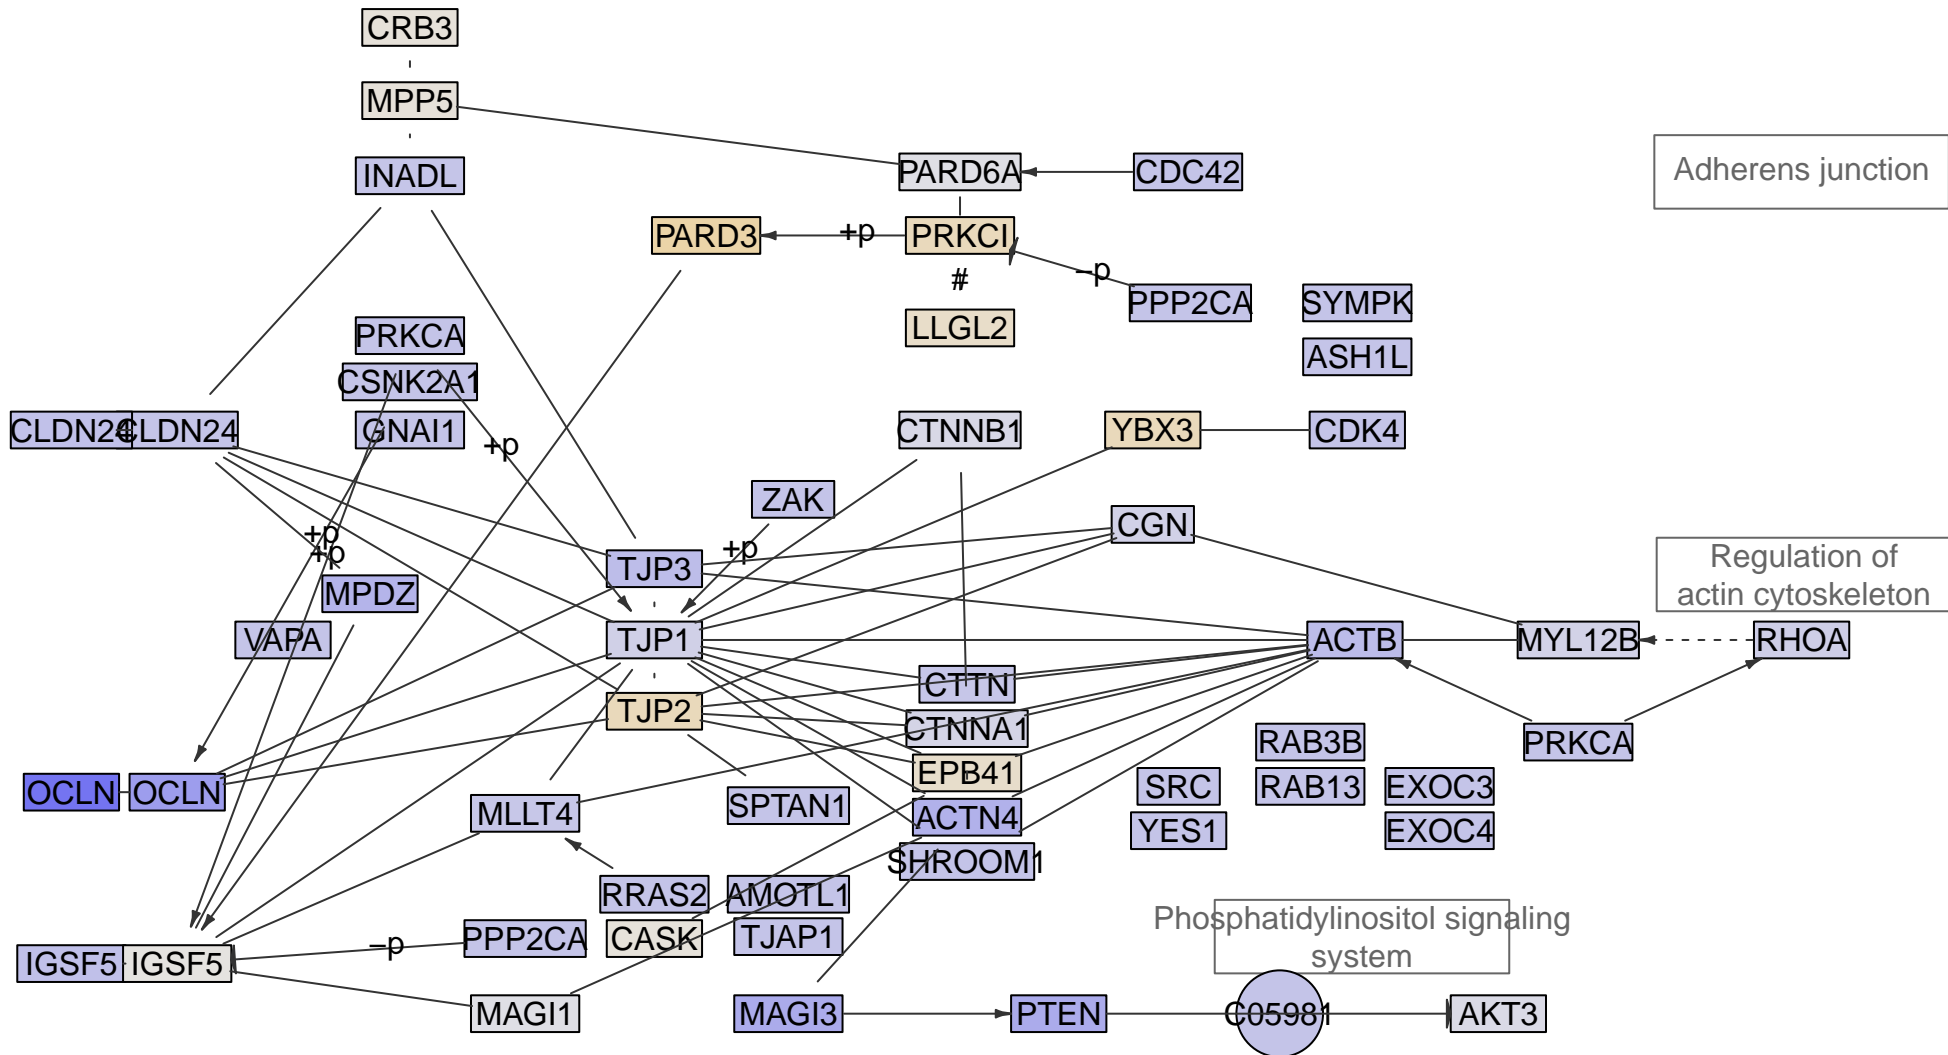 CRB3
MPP5
INADL
PARD6A
CDC42
Adherens junction
PARD3
+p
PRKCI
–p
#
PPP2CA
SYMPK
LLGL2
PRKCA
ASH1L
CSNK2A1
CLDN24
CLDN24
GNAI1
+p
CTNNB1
YBX3
CDK4
ZAK
CGN
+p
+p
+p
TJP3
Regulation of
actin cytoskeleton
MPDZ
VAPA
TJP1
ACTB
MYL12B
RHOA
CTTN
TJP2
CTNNA1
RAB3B
PRKCA
EPB41
OCLN
OCLN
SRC
RAB13
EXOC3
MLLT4
SPTAN1
ACTN4
YES1
EXOC4
SHROOM1
RRAS2
AMOTL1
Phosphatidylinositol signaling
system
–p
PPP2CA
CASK
TJAP1
IGSF5
IGSF5
MAGI1
MAGI3
PTEN
C05981
AKT3